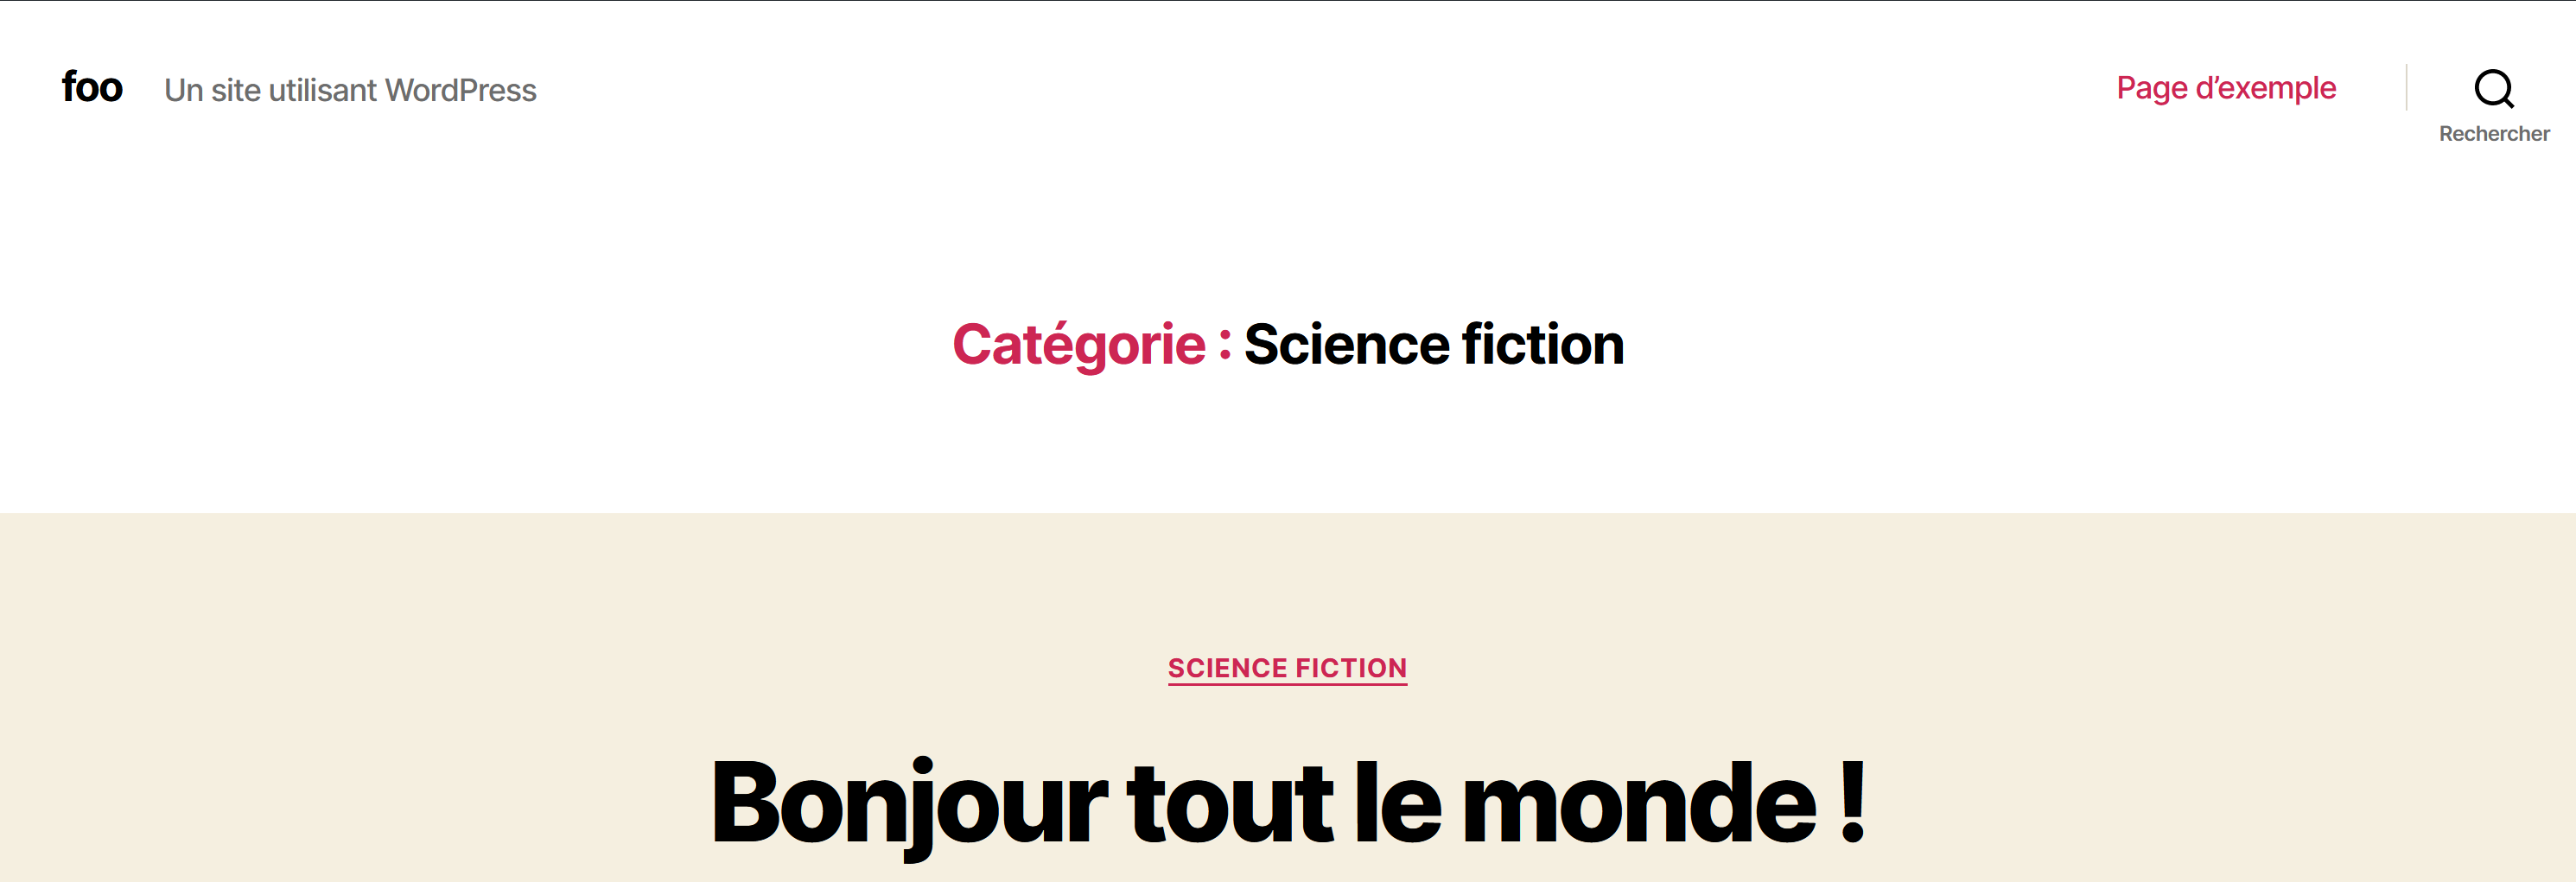 foo
Un site utilisant WordPress
Page d’exemple
Rechercher
Catégorie : Science fiction
SCIENCE FICTION
Bonjour tout le monde !